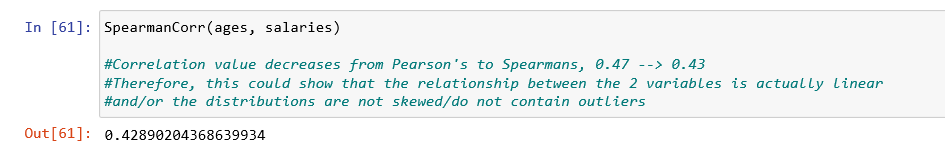 In [61]: SpearmanCorr(ages, salaries)
#Correlation value decreases from Pearson's to Spearmans, 0.47 --> 0.43
#Therefore, this could show that the relationship between the 2 variables is actually linear
#and/or the distributions are not skewed/do not contain outliers
Out[61]: 0.42890204368639934